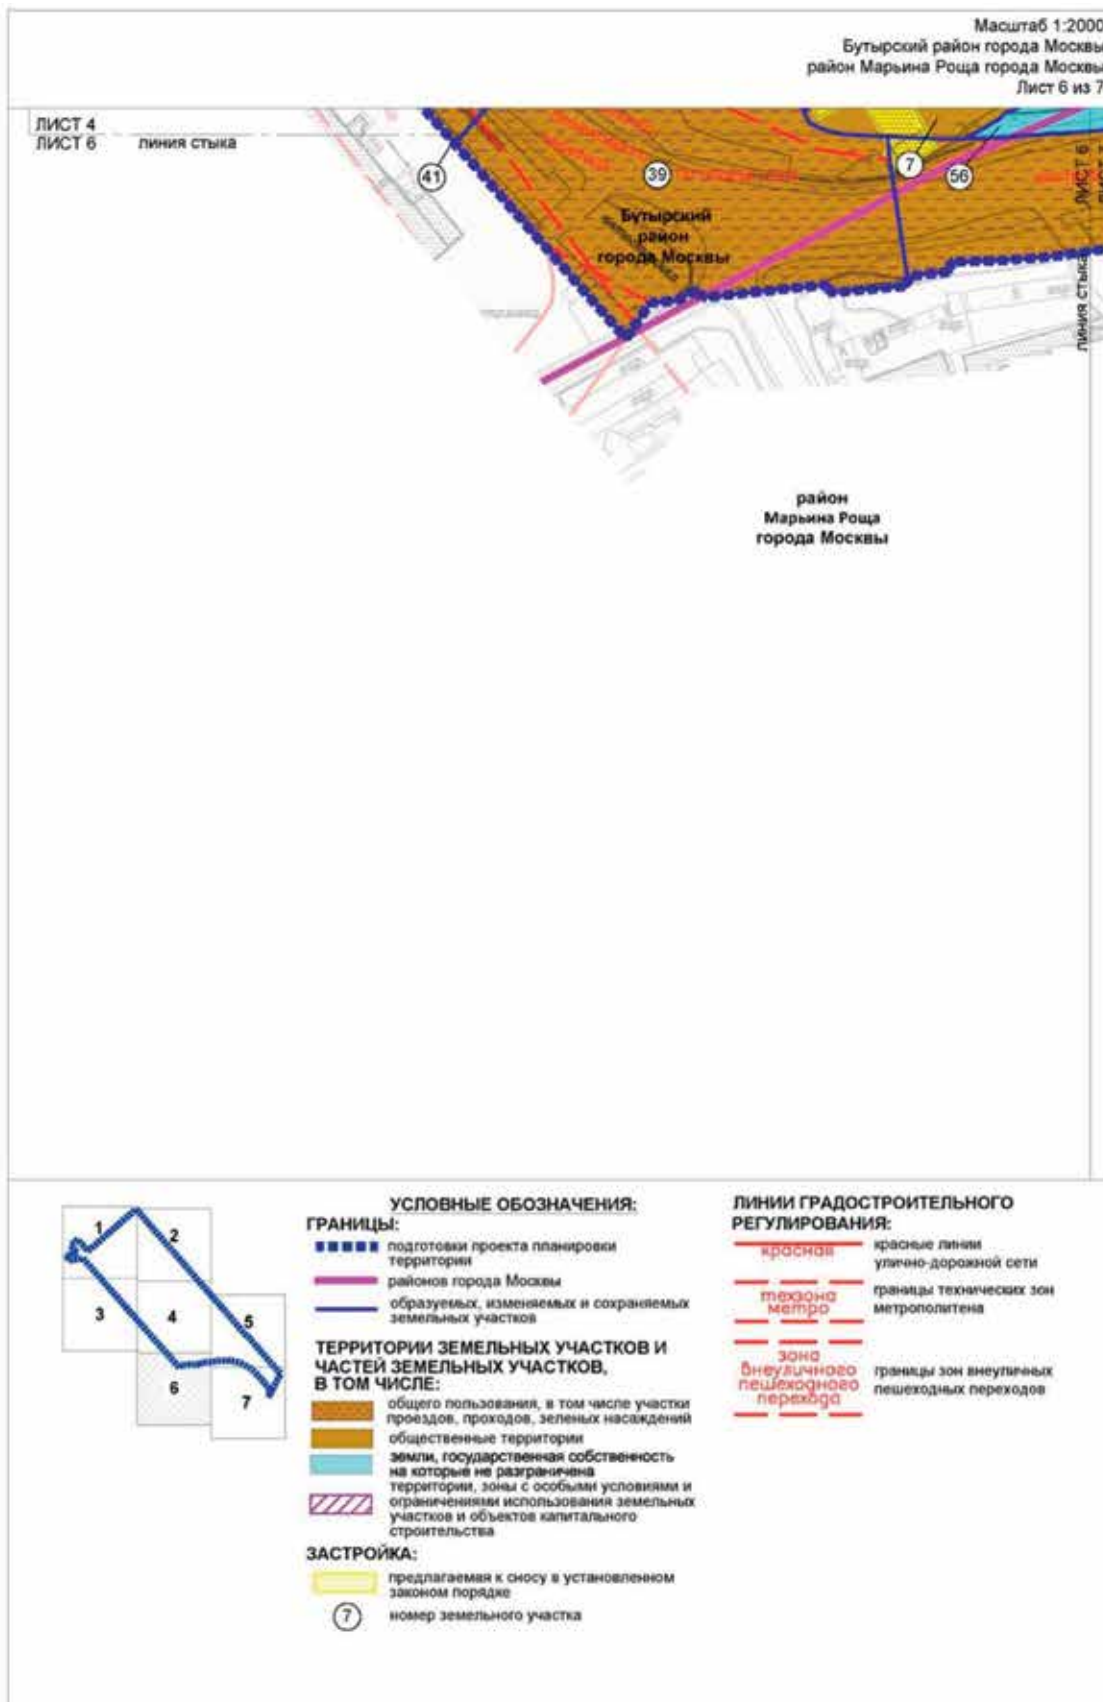 Масштаб 1:2000
Бутырский район города Москвы
район Марьина Роща города Москвы
Лист 6 из 7
ЛИСТ 4
ЛИСТ 6
линия стыка
41
39
7
56
ЛИСТ 6
линия стыка
Бутырский
район
города Москвы
район
Марьина Роща
города Москвы
1
2
3
4
5
6
7
УСЛОВНЫЕ ОБОЗНАЧЕНИЯ:
ГРАНИЦЫ:
подготовки проекта планировки
территории
районов города Москвы
образуемых, изменяемых и сохраняемых
земельных участков
ТЕРРИТОРИИ ЗЕМЕЛЬНЫХ УЧАСТКОВ И
ЧАСТЕЙ ЗЕМЕЛЬНЫХ УЧАСТКОВ,
В ТОМ ЧИСЛЕ:
общего пользования, в том числе участки
проездов, проходов, зеленых насаждений
общественные территории
земли, государственная собственность
на которые не разграничена
территории, зоны с особыми условиями и
ограничениями использования земельных
участков и объектов капитального
строительства
ЗАСТРОЙКА:
предлагаемая к сносу в установленном
законом порядке
7
номер земельного участка
ЛИНИИ ГРАДОСТРОИТЕЛЬНОГО
РЕГУЛИРОВАНИЯ:
красная
красные линии
улично-дорожной сети
техзона
метро
границы технических зон
метрополитена
зона
внеуличного
пешеходного
перехода
границы зон внеуличных
пешеходных переходов